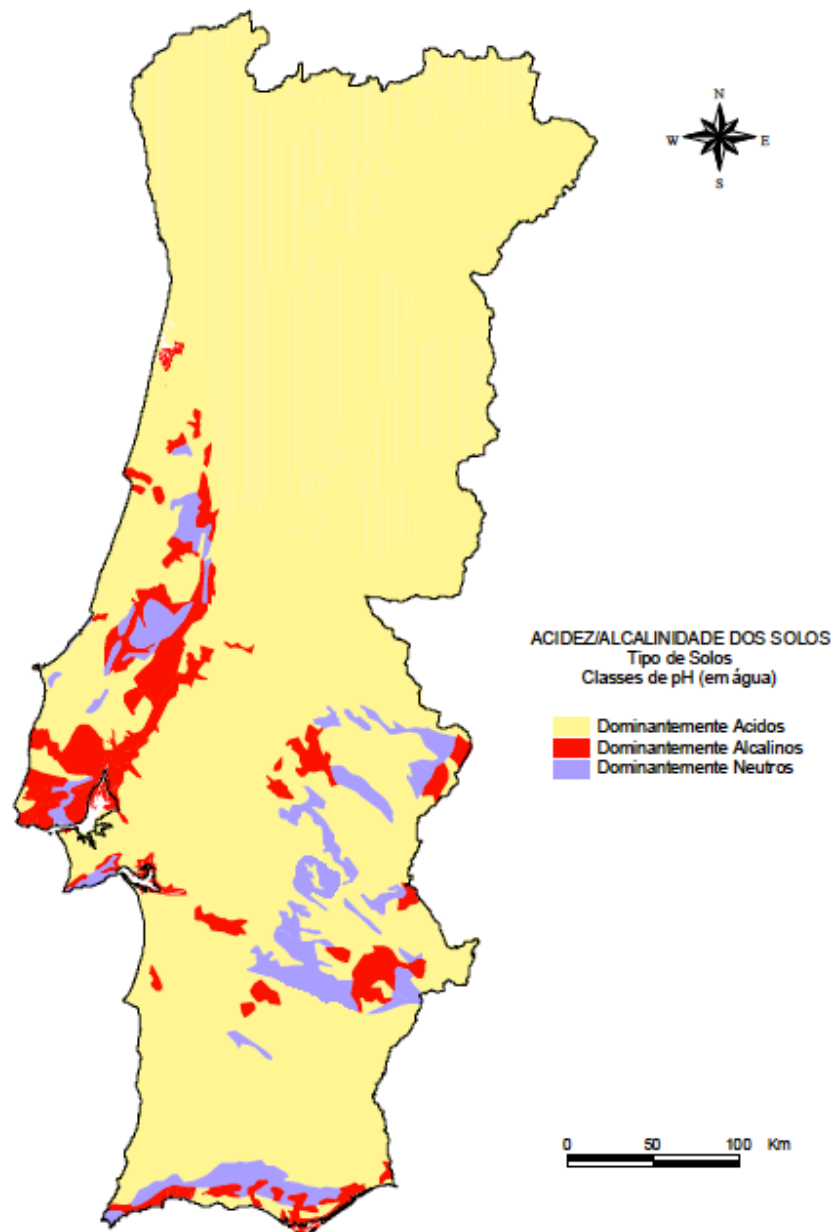 N
W E
S
ACIDEZ/ALCALINIDADE DOS SOLOS
Tipo de Solos
Classes de pH (em água)
Dominantemente Acidos
Dominantemente Alcalinos
Dominantemente Neutros
0 50 100 Km